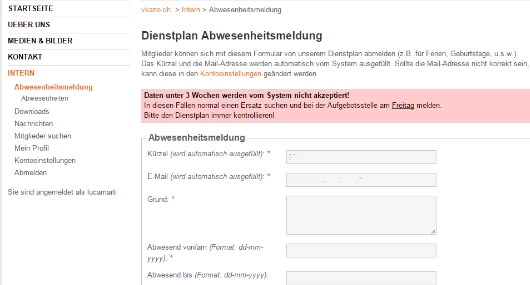 STARTSEITE
UEBER UNS
MEDIEN & BILDER
KONTAKT
INTERN
Abwesenheitsmeldung
Abwesenheiten
Downloads
Nachrichten
Mitglieder suchen
Mein Profil
Kontoeinstellungen
Abmelden
Sie sind angemeldet als lucamarti
vkazo.ch > Intern > Abwesenheitsmeldung
Dienstplan Abwesenheitsmeldung
Mitglieder können sich mit diesem Formular von unserem Dienstplan abmelden (z.B. für Ferien, Geburtstage, u.s.w.).
Das Kürzel und die Mail-Adresse werden automatisch vom System ausgefüllt. Sollte die Mail-Adresse nicht korrekt sein,
kann diese in den Kontoeinstellungen geändert werden.
Daten unter 3 Wochen werden vom System nicht akzeptiert!
In diesen Fällen normal einen Ersatz suchen und bei der Aufgebotsstelle am Freitag melden.
Bitte den Dienstplan immer kontrollieren!
Abwesenheitsmeldung
Kürzel (wird automatisch ausgefüllt): *
E-Mail (wird automatisch ausgefüllt): *
Grund: *
Abwesend von/am (Format: dd-mm-
yyyy): *
Abwesend bis (Format: dd-mm-yyyy):